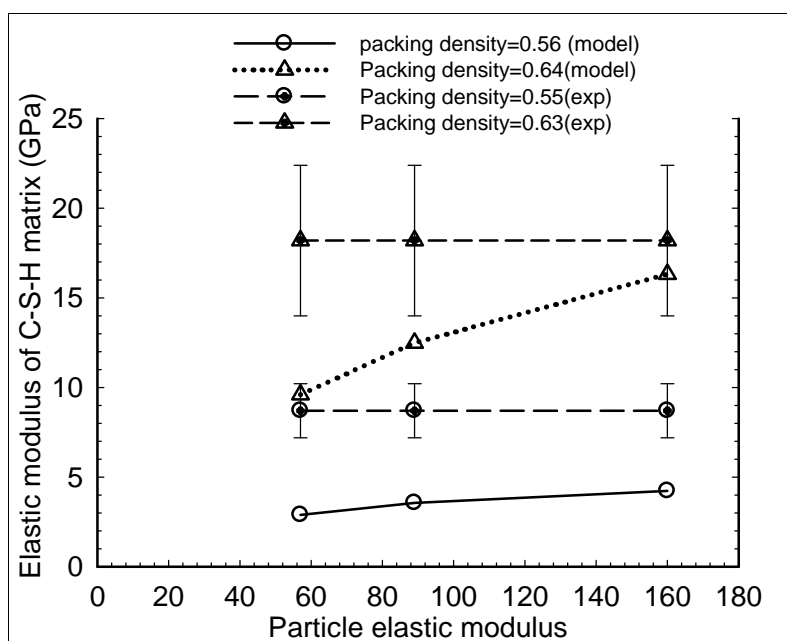 packing density=0.56 (model)
Packing density=0.64(model)
Packing density=0.55(exp)
Packing density=0.63(exp)
Elastic modulus of C-S-H matrix (GPa)
25
20
15
10
5
0
0 20 40 60 80 100 120 140 160 180
Particle elastic modulus